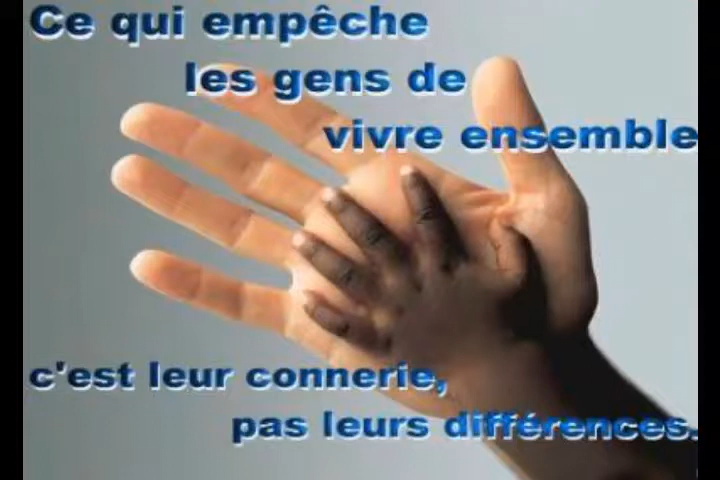 Ce qui empêche
les gens de
vivre ensemble
c'est leur connerie,
pas leurs différences.